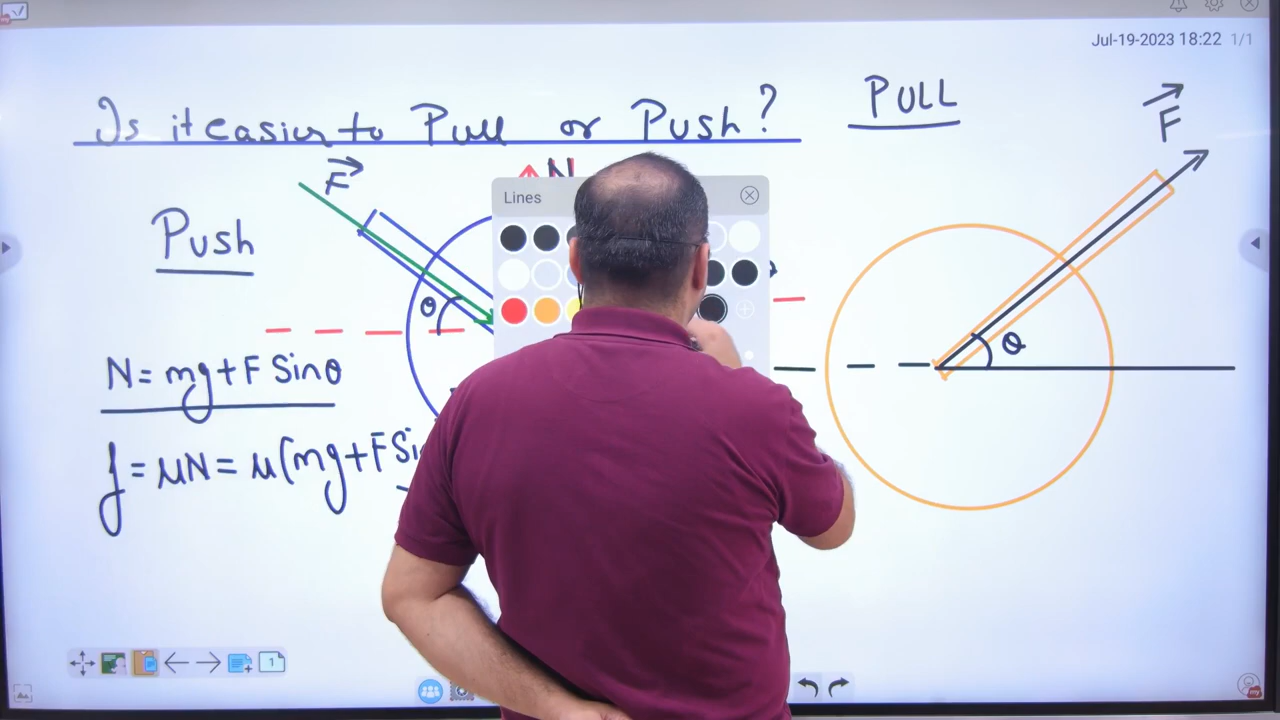 Jul-19-2023 18:22 1/1
Is it easier to Pull or Push?
PULL
F
F
N
Lines
Push
θ
θ
N = mg + F Sinθ
f = μN = μ(mg + F Si
1